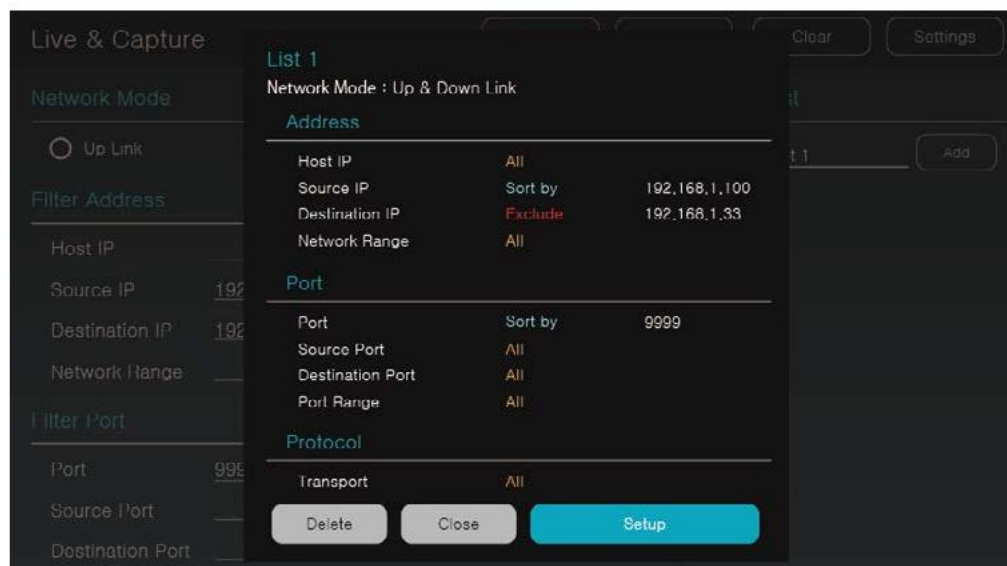 Live & Capture
Clear
Settings
Network Mode
Up Link
Filter Address
Host IP
Source IP 192
Destination IP 192
Network Range
Filter Port
Port 999
Source Port
Destination Port
st
t 1
Add
List 1
Network Mode : Up & Down Link
Address
Host IP All
Source IP Sort by 192.168.1.100
Destination IP Exclude 192.168.1.33
Network Range All
Port
Port Sort by 9999
Source Port All
Destination Port All
Port Range All
Protocol
Transport All
Delete
Close
Setup